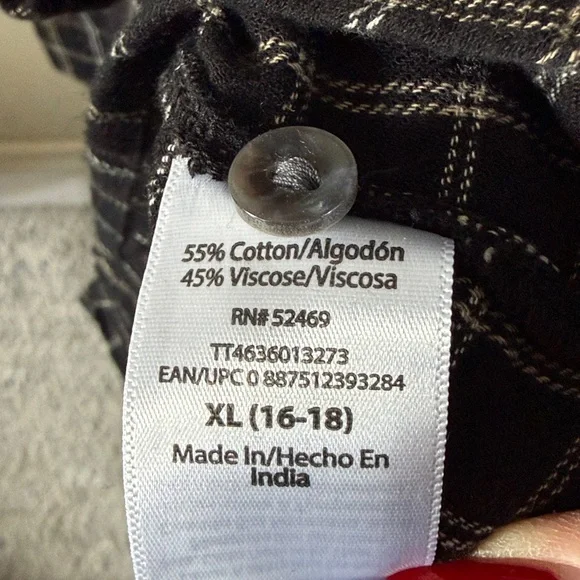 55% Cotton/Algodón
45% Viscose/Viscosa
RN# 52469
TT4636013273
EAN/UPC 0 887512393284
XL (16-18)
Made In/Hecho En
India